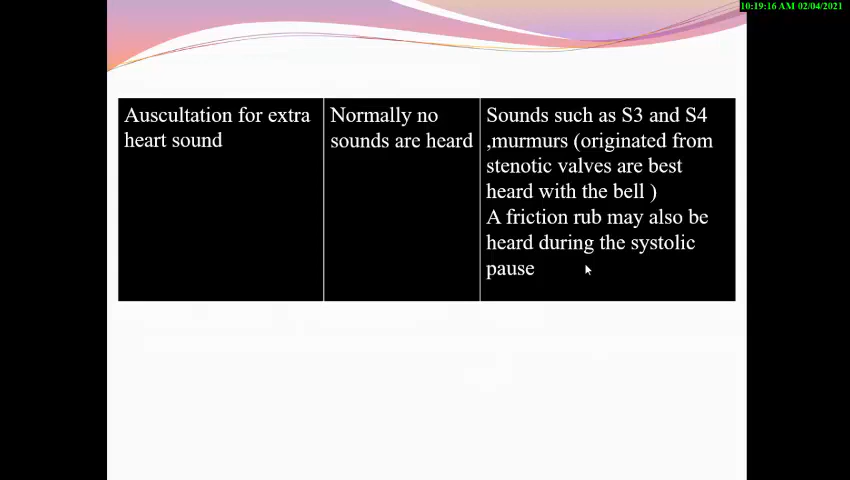 10:19:16 AM 02/04/2021
Auscultation for extra
heart sound
Normally no
sounds are heard
Sounds such as S3 and S4
,murmurs (originated from
stenotic valves are best
heard with the bell )
A friction rub may also be
heard during the systolic
pause